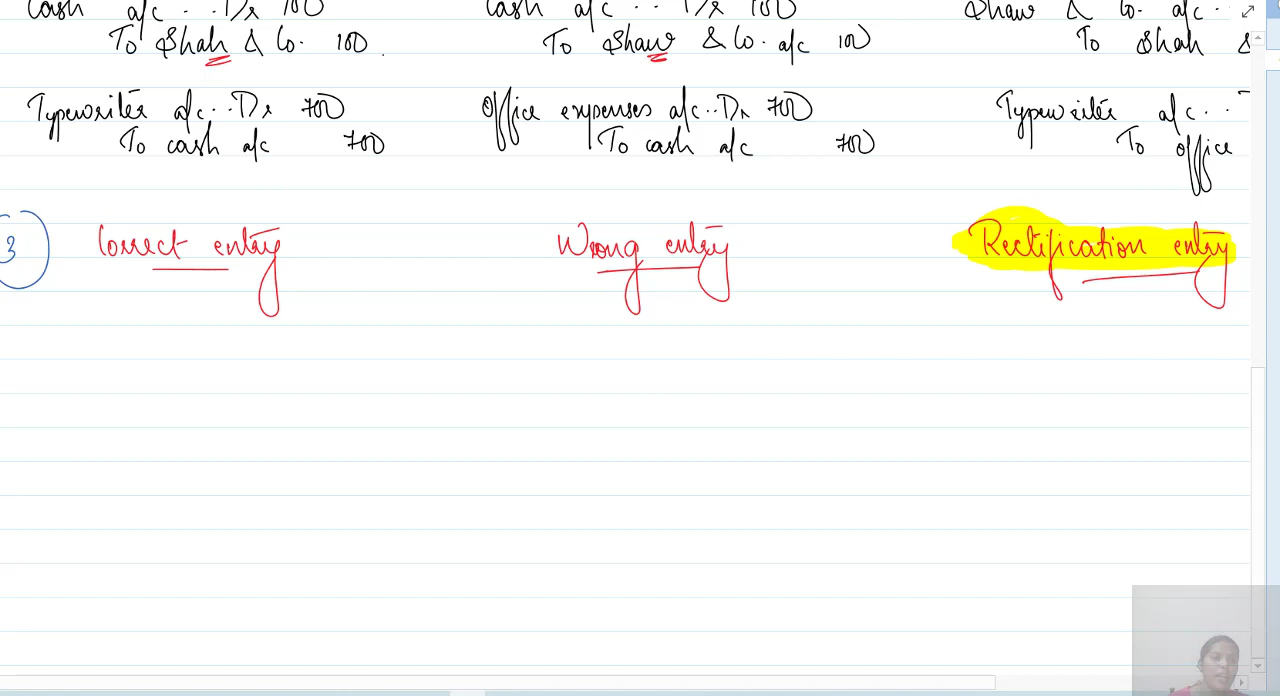 Cash a/c ... Dr 100 Cash a/c ... Dr 100 Shaw & Co. a/c ..
To Shah & Co. 100. To Shaw & Co. a/c 100 To Shah &
Typewriter a/c...Dr 700 Office expenses a/c..Dr 700 Typewriter a/c..
To cash a/c 700 To cash a/c 700 To office
3 Correct entry Wrong entry Rectification entry